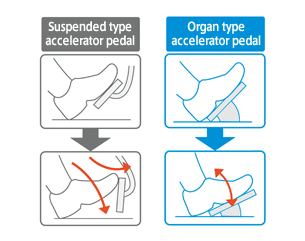 Suspended type
accelerator pedal
Organ type
accelerator pedal